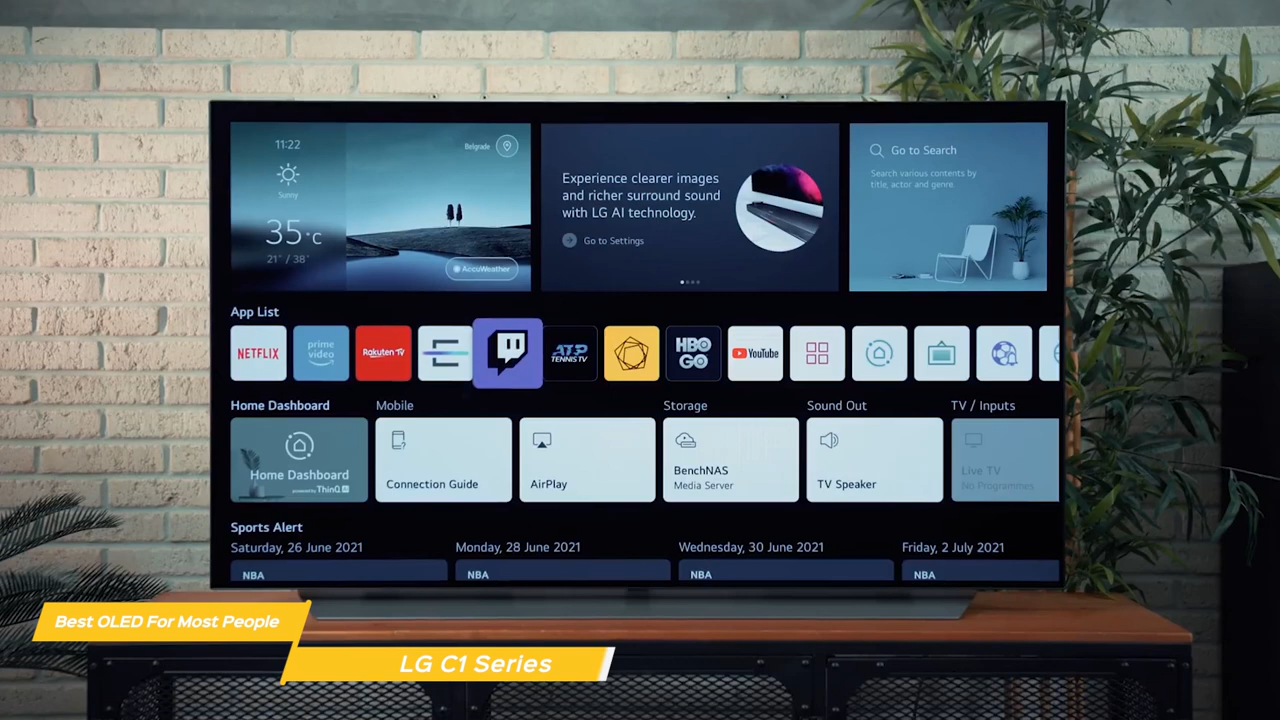 11:22
Belgrade
Sunny
35°C
21° / 38°
AccuWeather
Experience clearer images
and richer surround sound
with LG AI technology.
Go to Settings
Go to Search
Search various contents by
title, actor and genre.
App List
NETFLIX
prime
video
Rakuten TV
ATP
TENNIS TV
HBO
GO
YouTube
Home Dashboard
Mobile
Storage
Sound Out
TV / Inputs
Home Dashboard
powered by ThinQ AI
Connection Guide
AirPlay
BenchNAS
Media Server
TV Speaker
Live TV
No Programmes
Sports Alert
Saturday, 26 June 2021
Monday, 28 June 2021
Wednesday, 30 June 2021
Friday, 2 July 2021
NBA
NBA
NBA
NBA
Best OLED For Most People
LG C1 Series